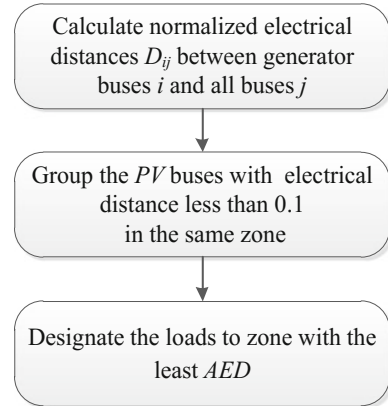 Calculate normalized electrical
distances Dij between generator
buses i and all buses j
Group the PV buses with electrical
distance less than 0.1
in the same zone
Designate the loads to zone with the
least AED